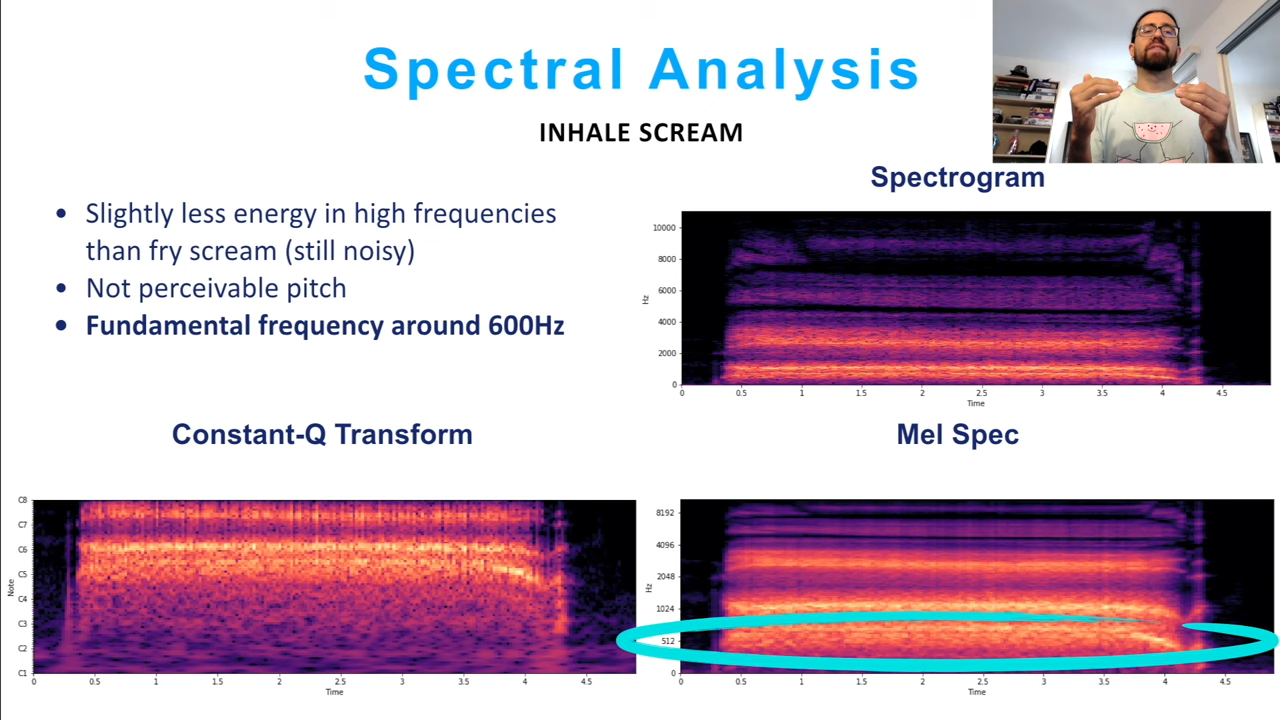 Spectral Analysis
INHALE SCREAM
• Slightly less energy in high frequencies
than fry scream (still noisy)
• Not perceivable pitch
• Fundamental frequency around 600Hz
Spectrogram
10000
8000
6000
4000
2000
0
Hz
0 0.5 1 1.5 2 2.5 3 3.5 4 4.5
Time
Constant-Q Transform
C8
C7
C6
C5
C4
C3
C2
C1
Note
0 0.5 1 1.5 2 2.5 3 3.5 4 4.5
Time
Mel Spec
8192
4096
2048
1024
512
0
Hz
0 0.5 1 1.5 2 2.5 3 3.5 4 4.5
Time